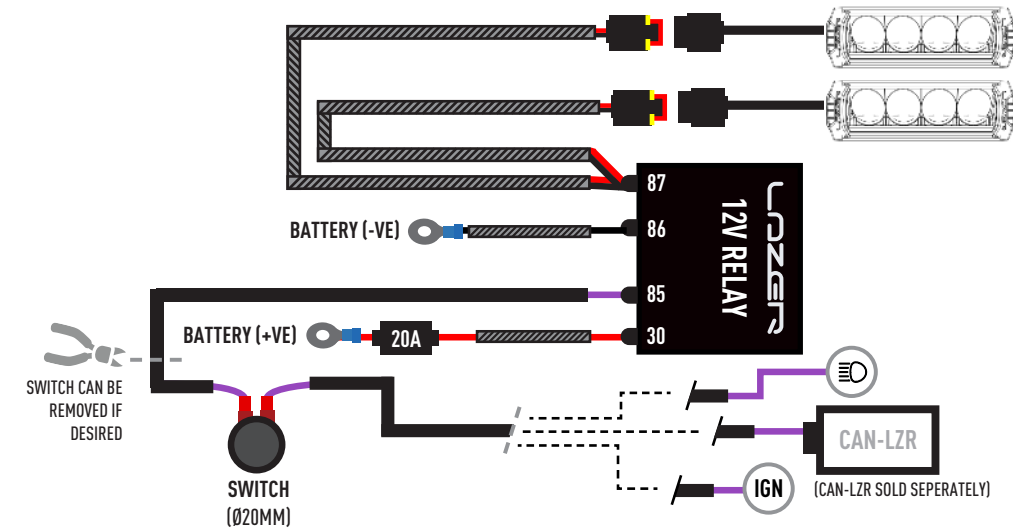 87
BATTERY (-VE)
86
LAZER
12V RELAY
85
BATTERY (+VE)
20A
30
SWITCH CAN BE
REMOVED IF
DESIRED
CAN-LZR
SWITCH
(Ø20MM)
IGN
(CAN-LZR SOLD SEPERATELY)